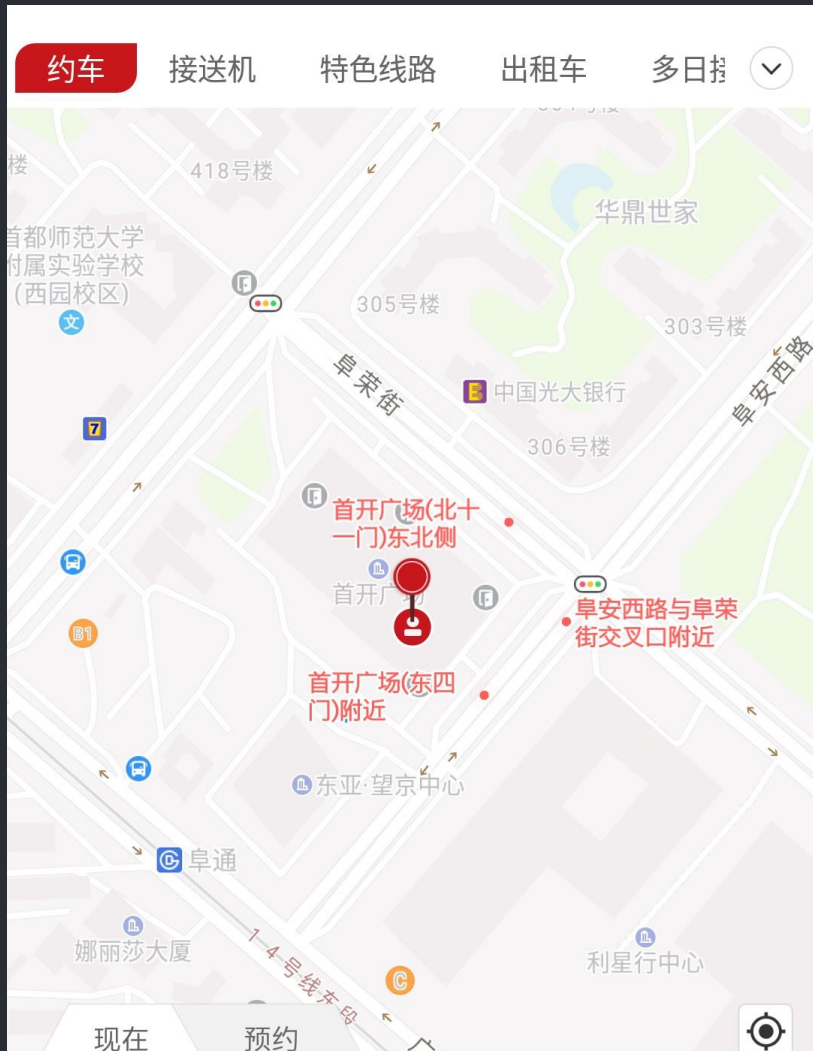 约车 接送机 特色线路 出租车 多日接
楼
418号楼
华鼎世家
首都师范大学
附属实验学校
(西园校区)
文
305号楼
303号楼
阜荣街
阜安西路
中国光大银行
7
306号楼
首开广场(北十
一门)东北侧
首开广场
阜安西路与阜荣
街交叉口附近
B1
首开广场(东四
门)附近
东亚·望京中心
阜通
娜丽莎大厦
14号线东段
利星行中心
C
现在 预约